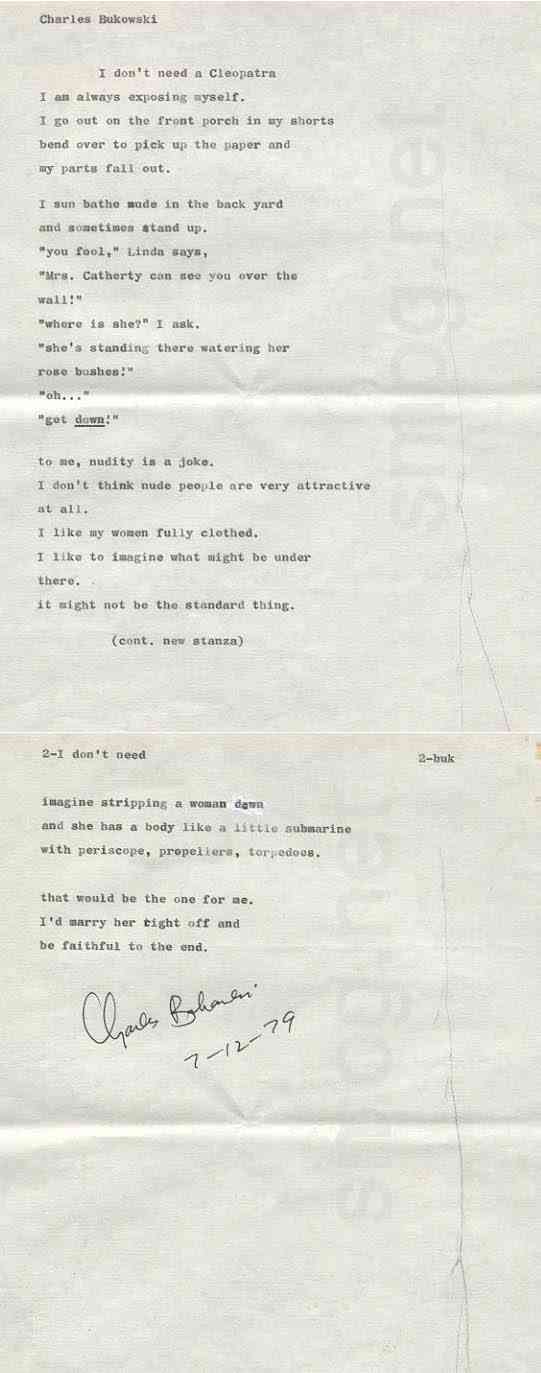 Charles Bukowski
I don't need a Cleopatra
I am always exposing myself.
I go out on the front porch in my shorts
bend over to pick up the paper and
my parts fall out.
I sun bathe nude in the back yard
and sometimes stand up.
"you fool," Linda says,
"Mrs. Catherty can see you over the
wall!"
"where is she?" I ask.
"she's standing there watering her
rose bushes!"
"oh..."
"get down!"
to me, nudity is a joke.
I don't think nude people are very attractive
at all.
I like my women fully clothed.
I like to imagine what might be under
there.
it might not be the standard thing.
(cont. new stanza)
2-I don't need
2-buk
imagine stripping a woman down
and she has a body like a little submarine
with periscope, propellers, torpedoes.
that would be the one for me.
I'd marry her right off and
be faithful to the end.
Charles Bukowski
7-12-79
smog.net
smog.net